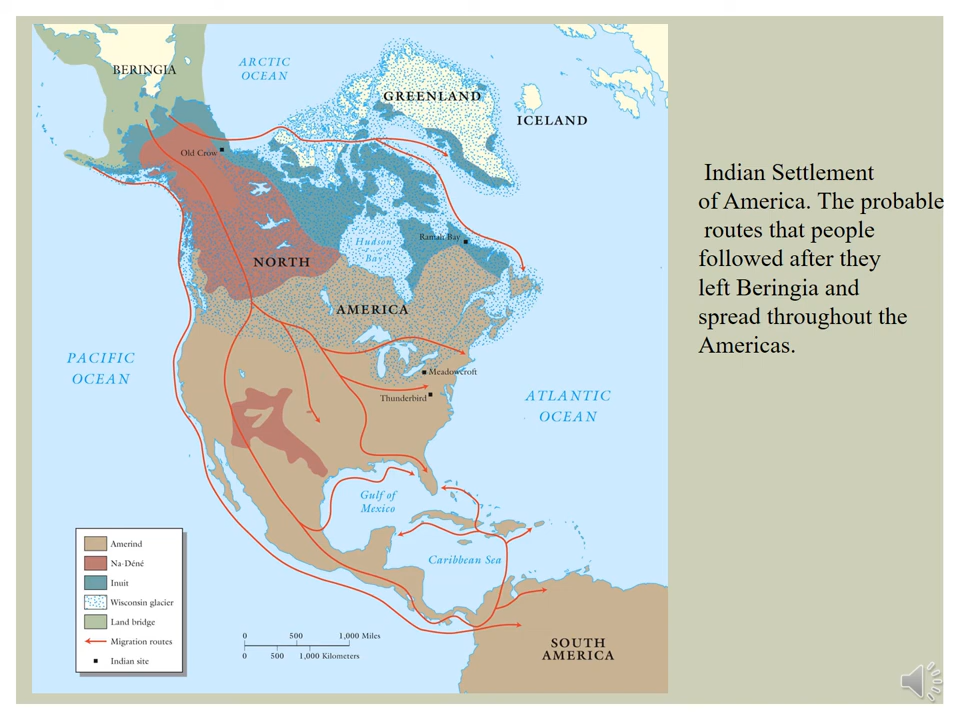 BERINGIA
ARCTIC
OCEAN
GREENLAND
ICELAND
Old Crow
Hudson
Bay
Ramah Bay
NORTH
AMERICA
PACIFIC
OCEAN
Meadowcroft
Thunderbird
ATLANTIC
OCEAN
Gulf of
Mexico
Caribbean Sea
SOUTH
AMERICA
Amerind
Na-Déné
Inuit
Wisconsin glacier
Land bridge
Migration routes
Indian site
0 500 1,000 Miles
0 500 1,000 Kilometers
Indian Settlement
of America. The probable
routes that people
followed after they
left Beringia and
spread throughout the
Americas.